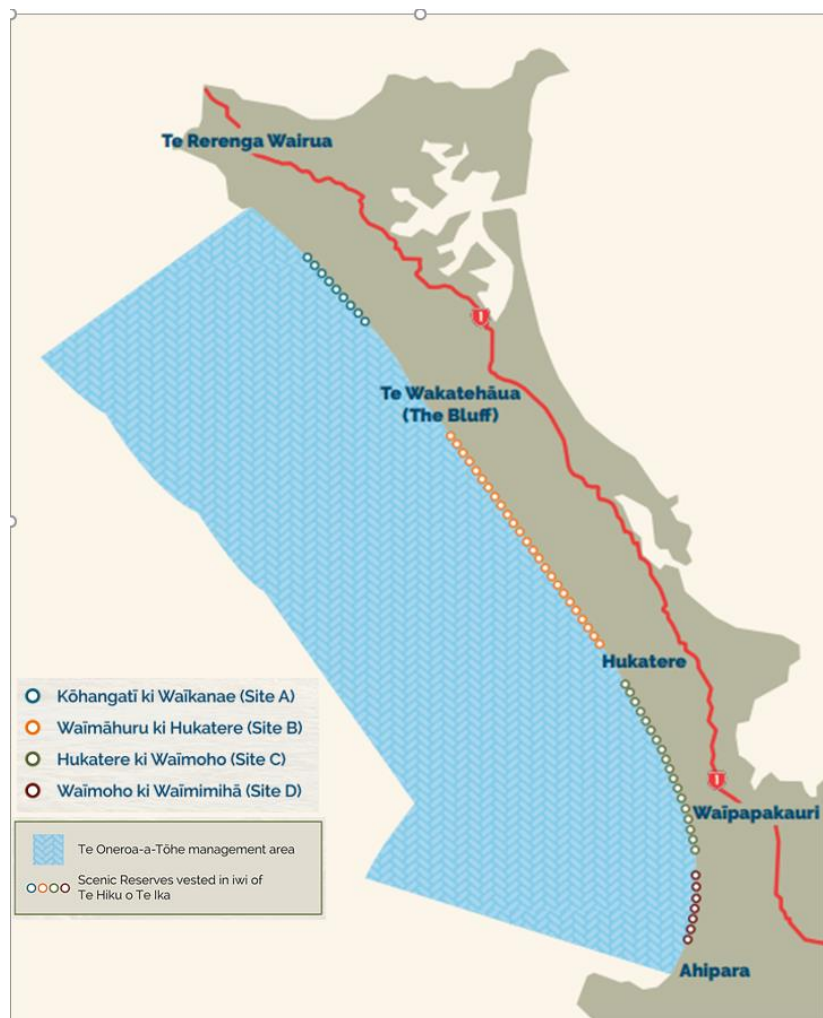 Te Rerenga Wairua
1
Te Wakatehāua
(The Bluff)
Hukatere
Kōhangatī ki Waīkanae (Site A)
Waīmāhuru ki Hukatere (Site B)
Hukatere ki Waīmoho (Site C)
Waīmoho ki Waīmimihā (Site D)
1
Waīpapakauri
Te Oneroa-a-Tōhe management area
Scenic Reserves vested in iwi of
Te Hiku o Te Ika
Ahipara